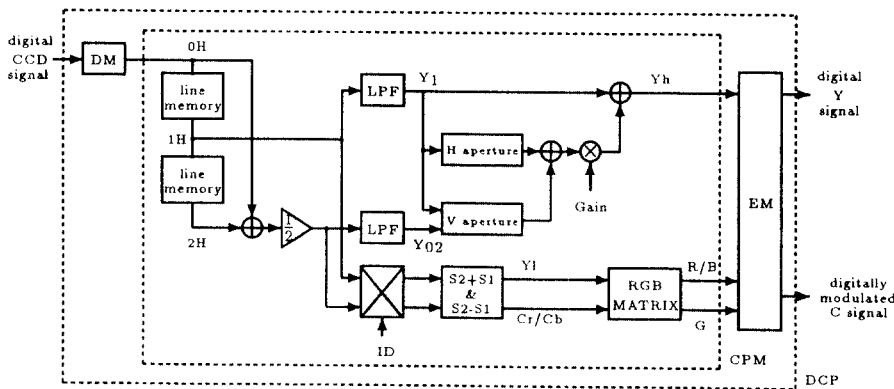 digital
CCD
signal
DM
0H
line
memory
1H
line
memory
2H
1/2
LPF
Y1
Yh
H aperture
V aperture
Gain
LPF
Y02
ID
S2+S1
&
S2-S1
Yl
Cr/Cb
RGB
MATRIX
R/B
G
EM
digital
Y
signal
digitally
modulated
C signal
CPM
DCP